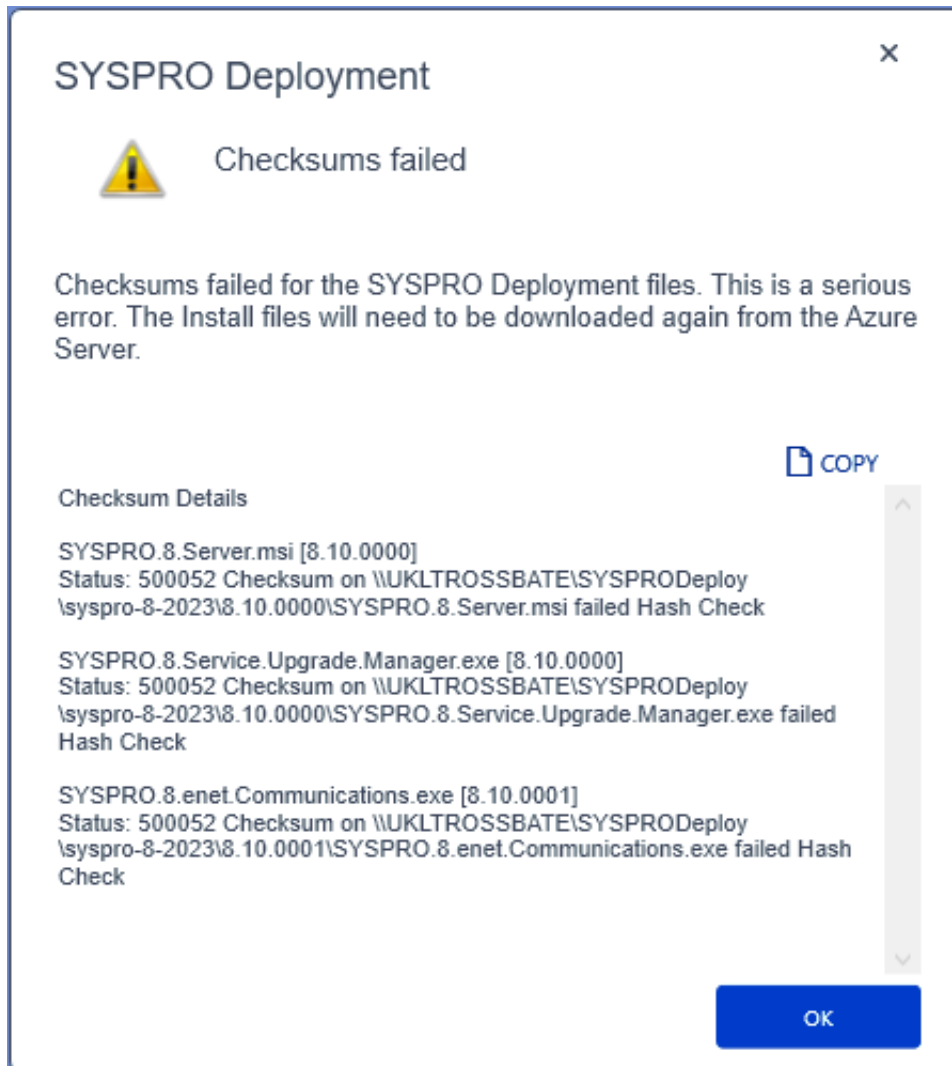 SYSPRO Deployment
Checksums failed
Checksums failed for the SYSPRO Deployment files. This is a serious
error. The Install files will need to be downloaded again from the Azure
Server.
COPY
Checksum Details
SYSPRO.8.Server.msi [8.10.0000]
Status: 500052 Checksum on \\UKLTROSSBATE\SYSPRODeploy
\syspro-8-2023\8.10.0000\SYSPRO.8.Server.msi failed Hash Check
SYSPRO.8.Service.Upgrade.Manager.exe [8.10.0000]
Status: 500052 Checksum on \\UKLTROSSBATE\SYSPRODeploy
\syspro-8-2023\8.10.0000\SYSPRO.8.Service.Upgrade.Manager.exe failed
Hash Check
SYSPRO.8.enet.Communications.exe [8.10.0001]
Status: 500052 Checksum on \\UKLTROSSBATE\SYSPRODeploy
\syspro-8-2023\8.10.0001\SYSPRO.8.enet.Communications.exe failed Hash
Check
OK